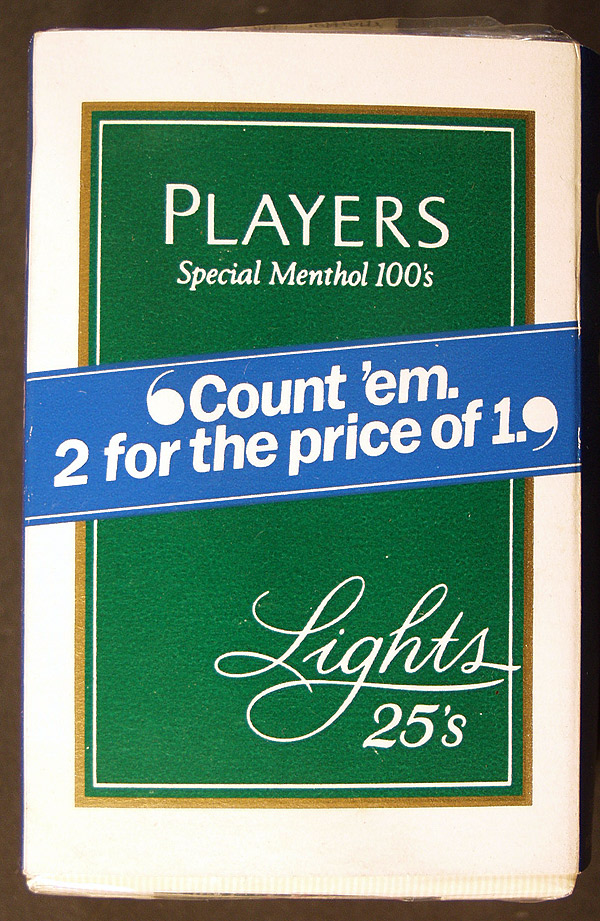 PLAYERS
Special Menthol 100's
‘Count 'em.
2 for the price of 1.’
Lights
25's